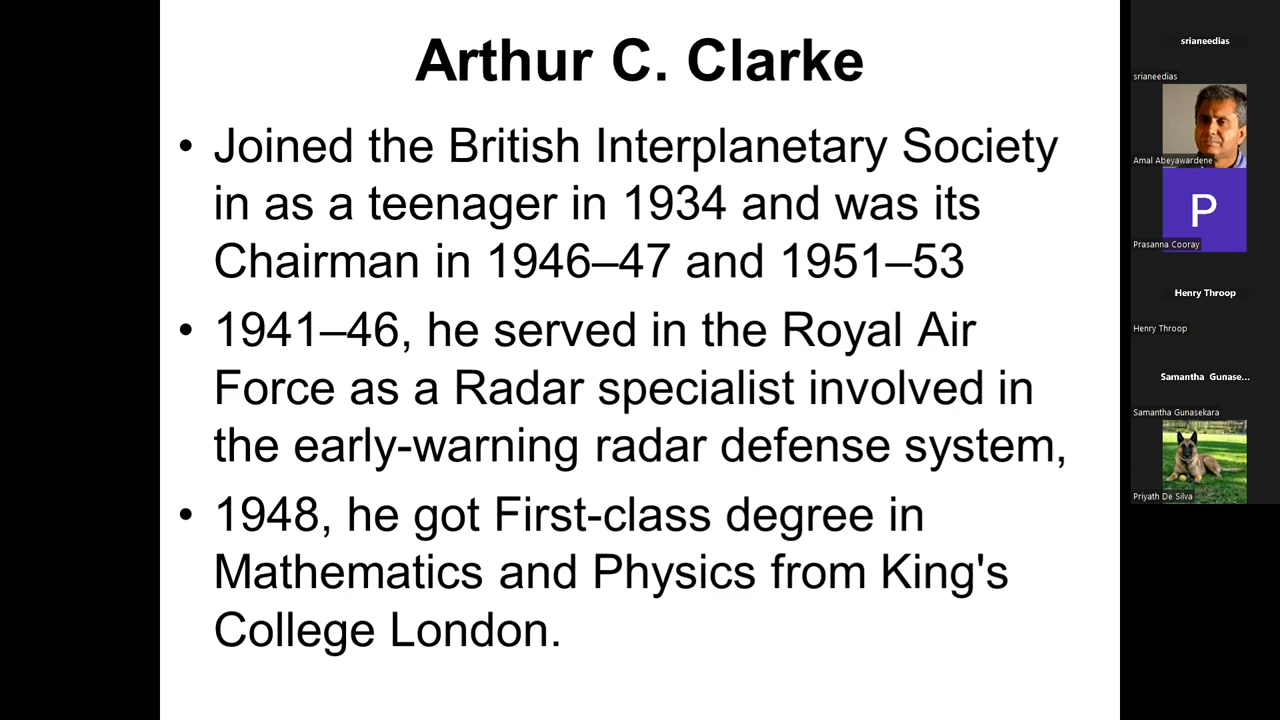 Arthur C. Clarke
• Joined the British Interplanetary Society
in as a teenager in 1934 and was its
Chairman in 1946–47 and 1951–53
• 1941–46, he served in the Royal Air
Force as a Radar specialist involved in
the early-warning radar defense system,
• 1948, he got First-class degree in
Mathematics and Physics from King's
College London.
srianeedias
srianeedias
Amal Abeyawardene
P
Prasanna Cooray
Henry Throop
Henry Throop
Samantha Gunase...
Samantha Gunasekara
Priyath De Silva